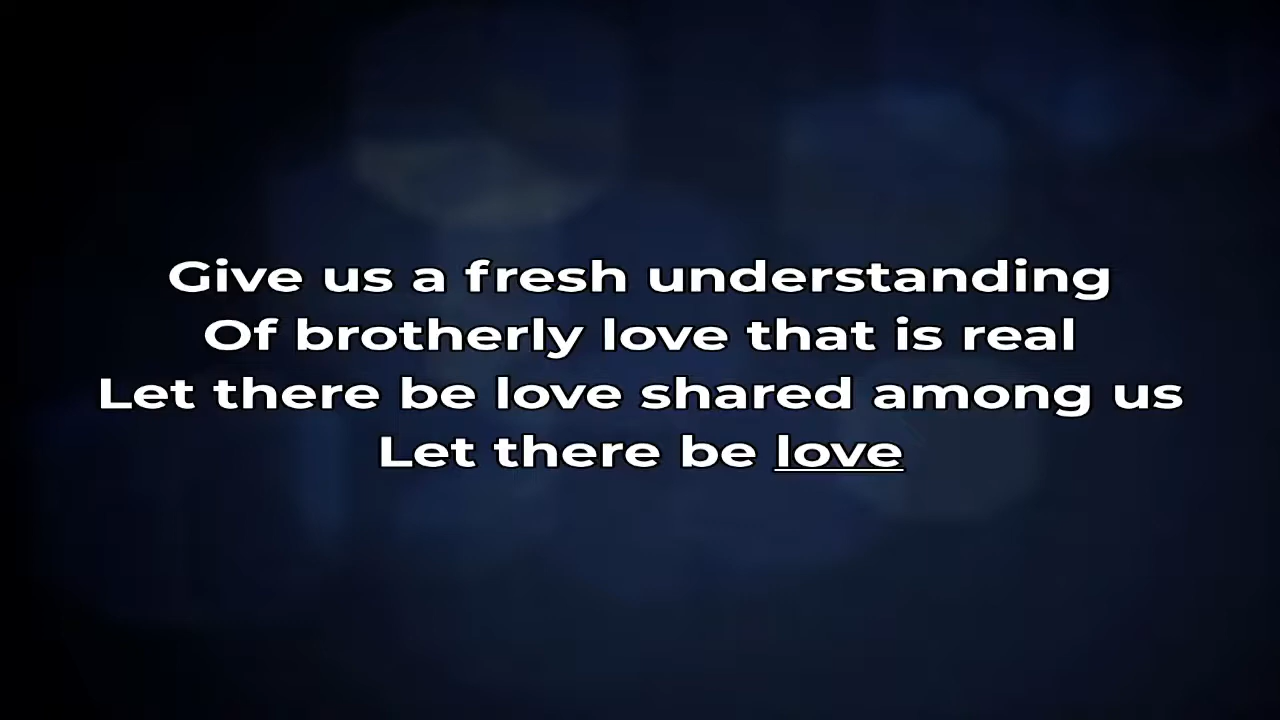 Give us a fresh understanding
Of brotherly love that is real
Let there be love shared among us
Let there be love